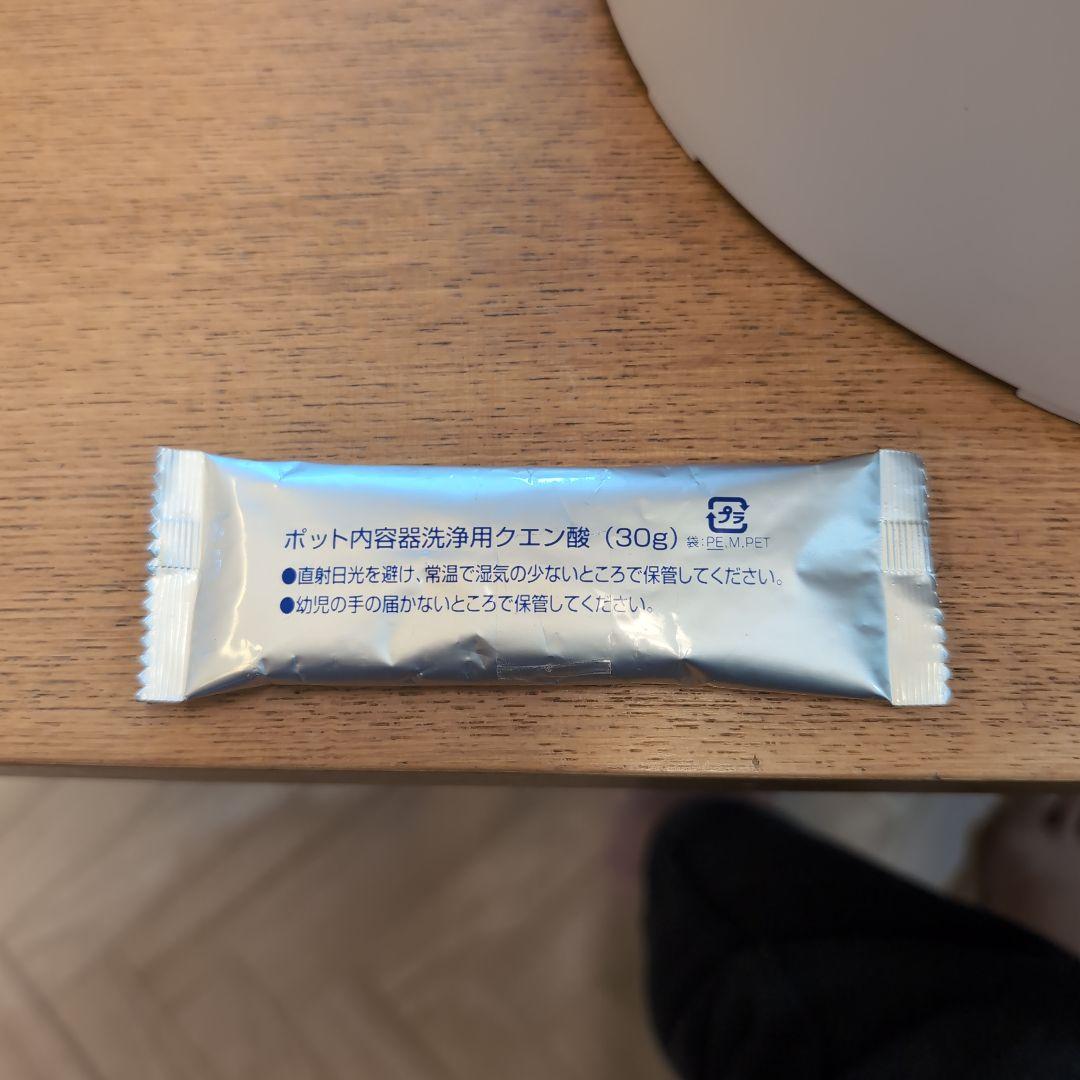 プラ
ポット内容器洗浄用クエン酸（30g） 袋：PE、M、PET
●直射日光を避け、常温で湿気の少ないところで保管してください。
●幼児の手の届かないところで保管してください。